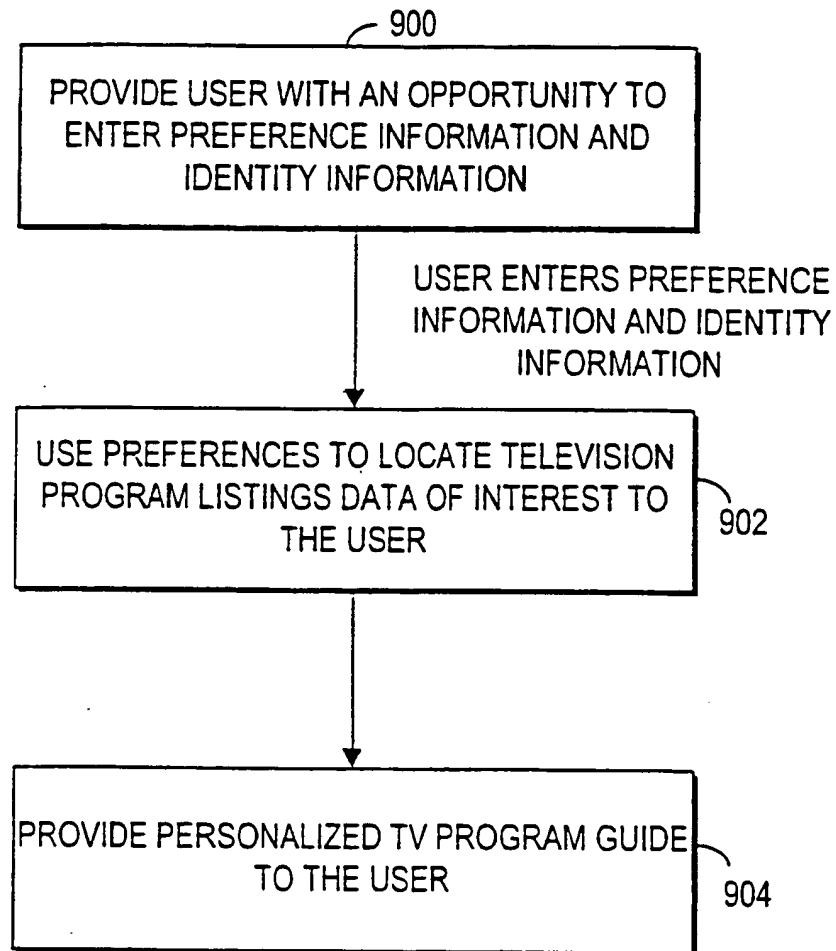 900
PROVIDE USER WITH AN OPPORTUNITY TO
ENTER PREFERENCE INFORMATION AND
IDENTITY INFORMATION
USER ENTERS PREFERENCE
INFORMATION AND IDENTITY
INFORMATION
USE PREFERENCES TO LOCATE TELEVISION
PROGRAM LISTINGS DATA OF INTEREST TO
THE USER
902
PROVIDE PERSONALIZED TV PROGRAM GUIDE
TO THE USER
904